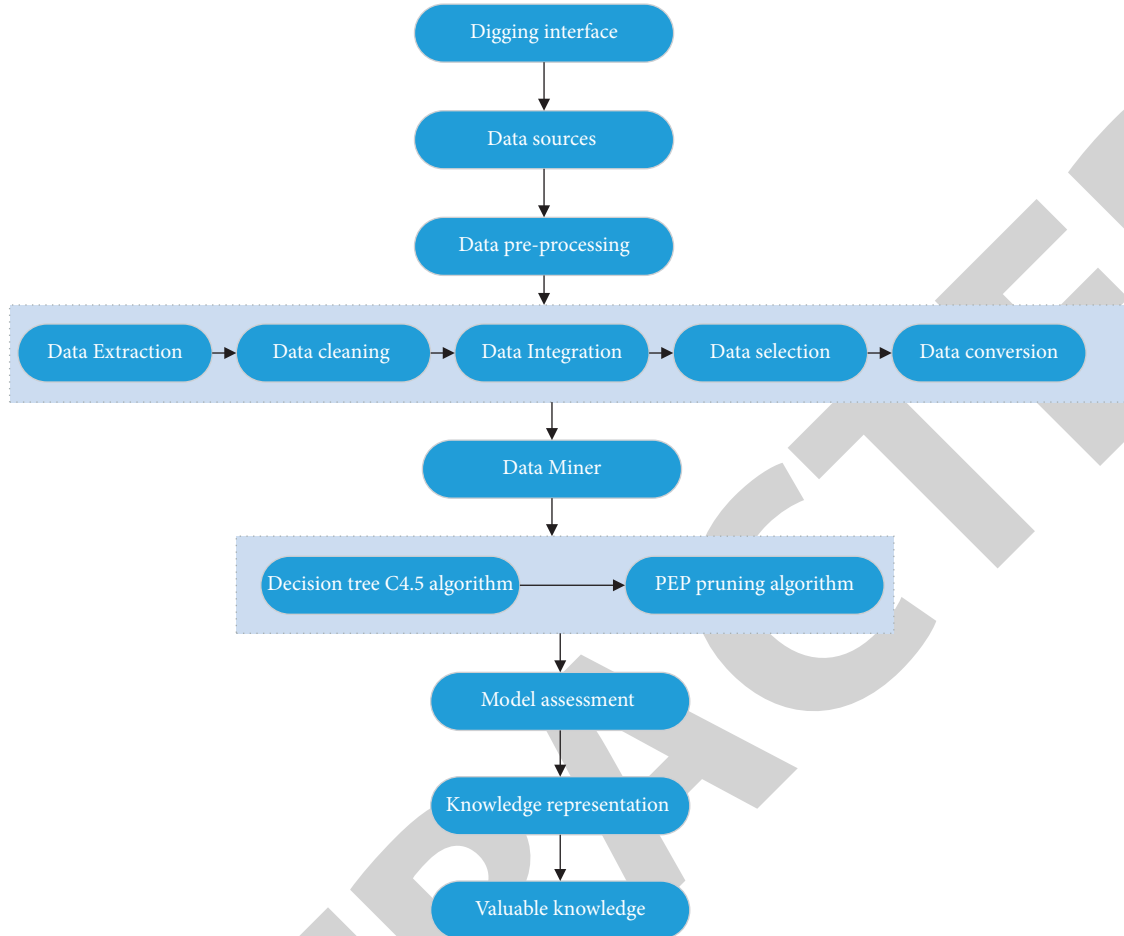 Digging interface
Data sources
Data pre-processing
Data Extraction
Data cleaning
Data Integration
Data selection
Data conversion
Data Miner
Decision tree C4.5 algorithm
PEP pruning algorithm
Model assessment
Knowledge representation
Valuable knowledge